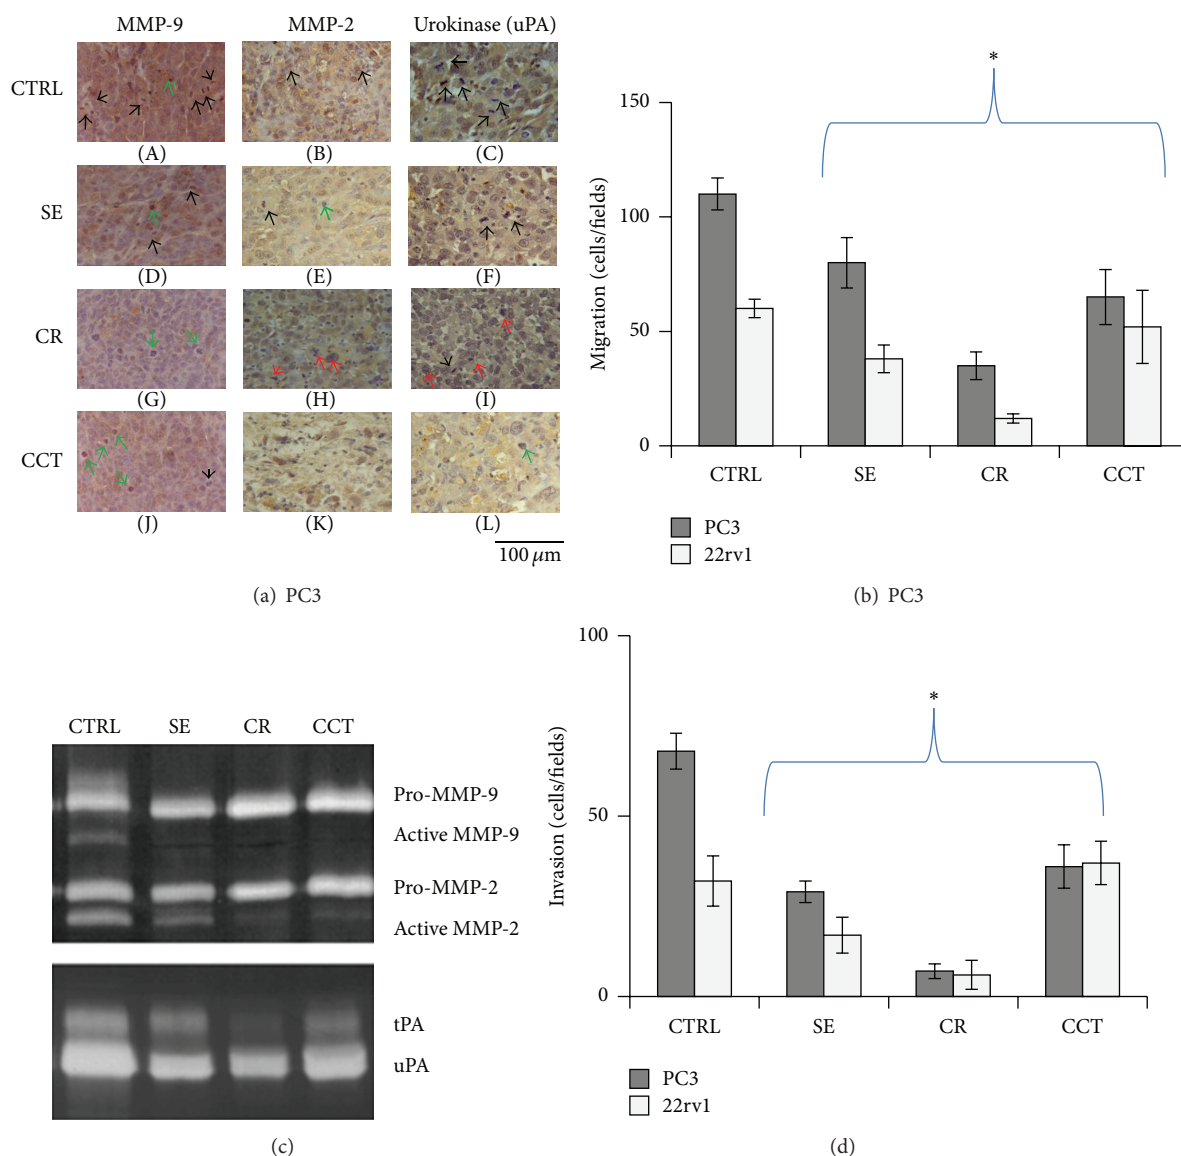 MMP-9 MMP-2 Urokinase (uPA)
CTRL
(A) (B) (C)
SE
(D) (E) (F)
CR
(G) (H) (I)
CCT
(J) (K) (L)
100 μm
(a) PC3
*
150
100
50
0
Migration (cells/fields)
CTRL SE CR CCT
PC3
22rv1
(b) PC3
CTRL SE CR CCT
Pro-MMP-9
Active MMP-9
Pro-MMP-2
Active MMP-2
tPA
uPA
(c)
100
*
50
0
Invasion (cells/fields)
CTRL SE CR CCT
PC3
22rv1
(d)